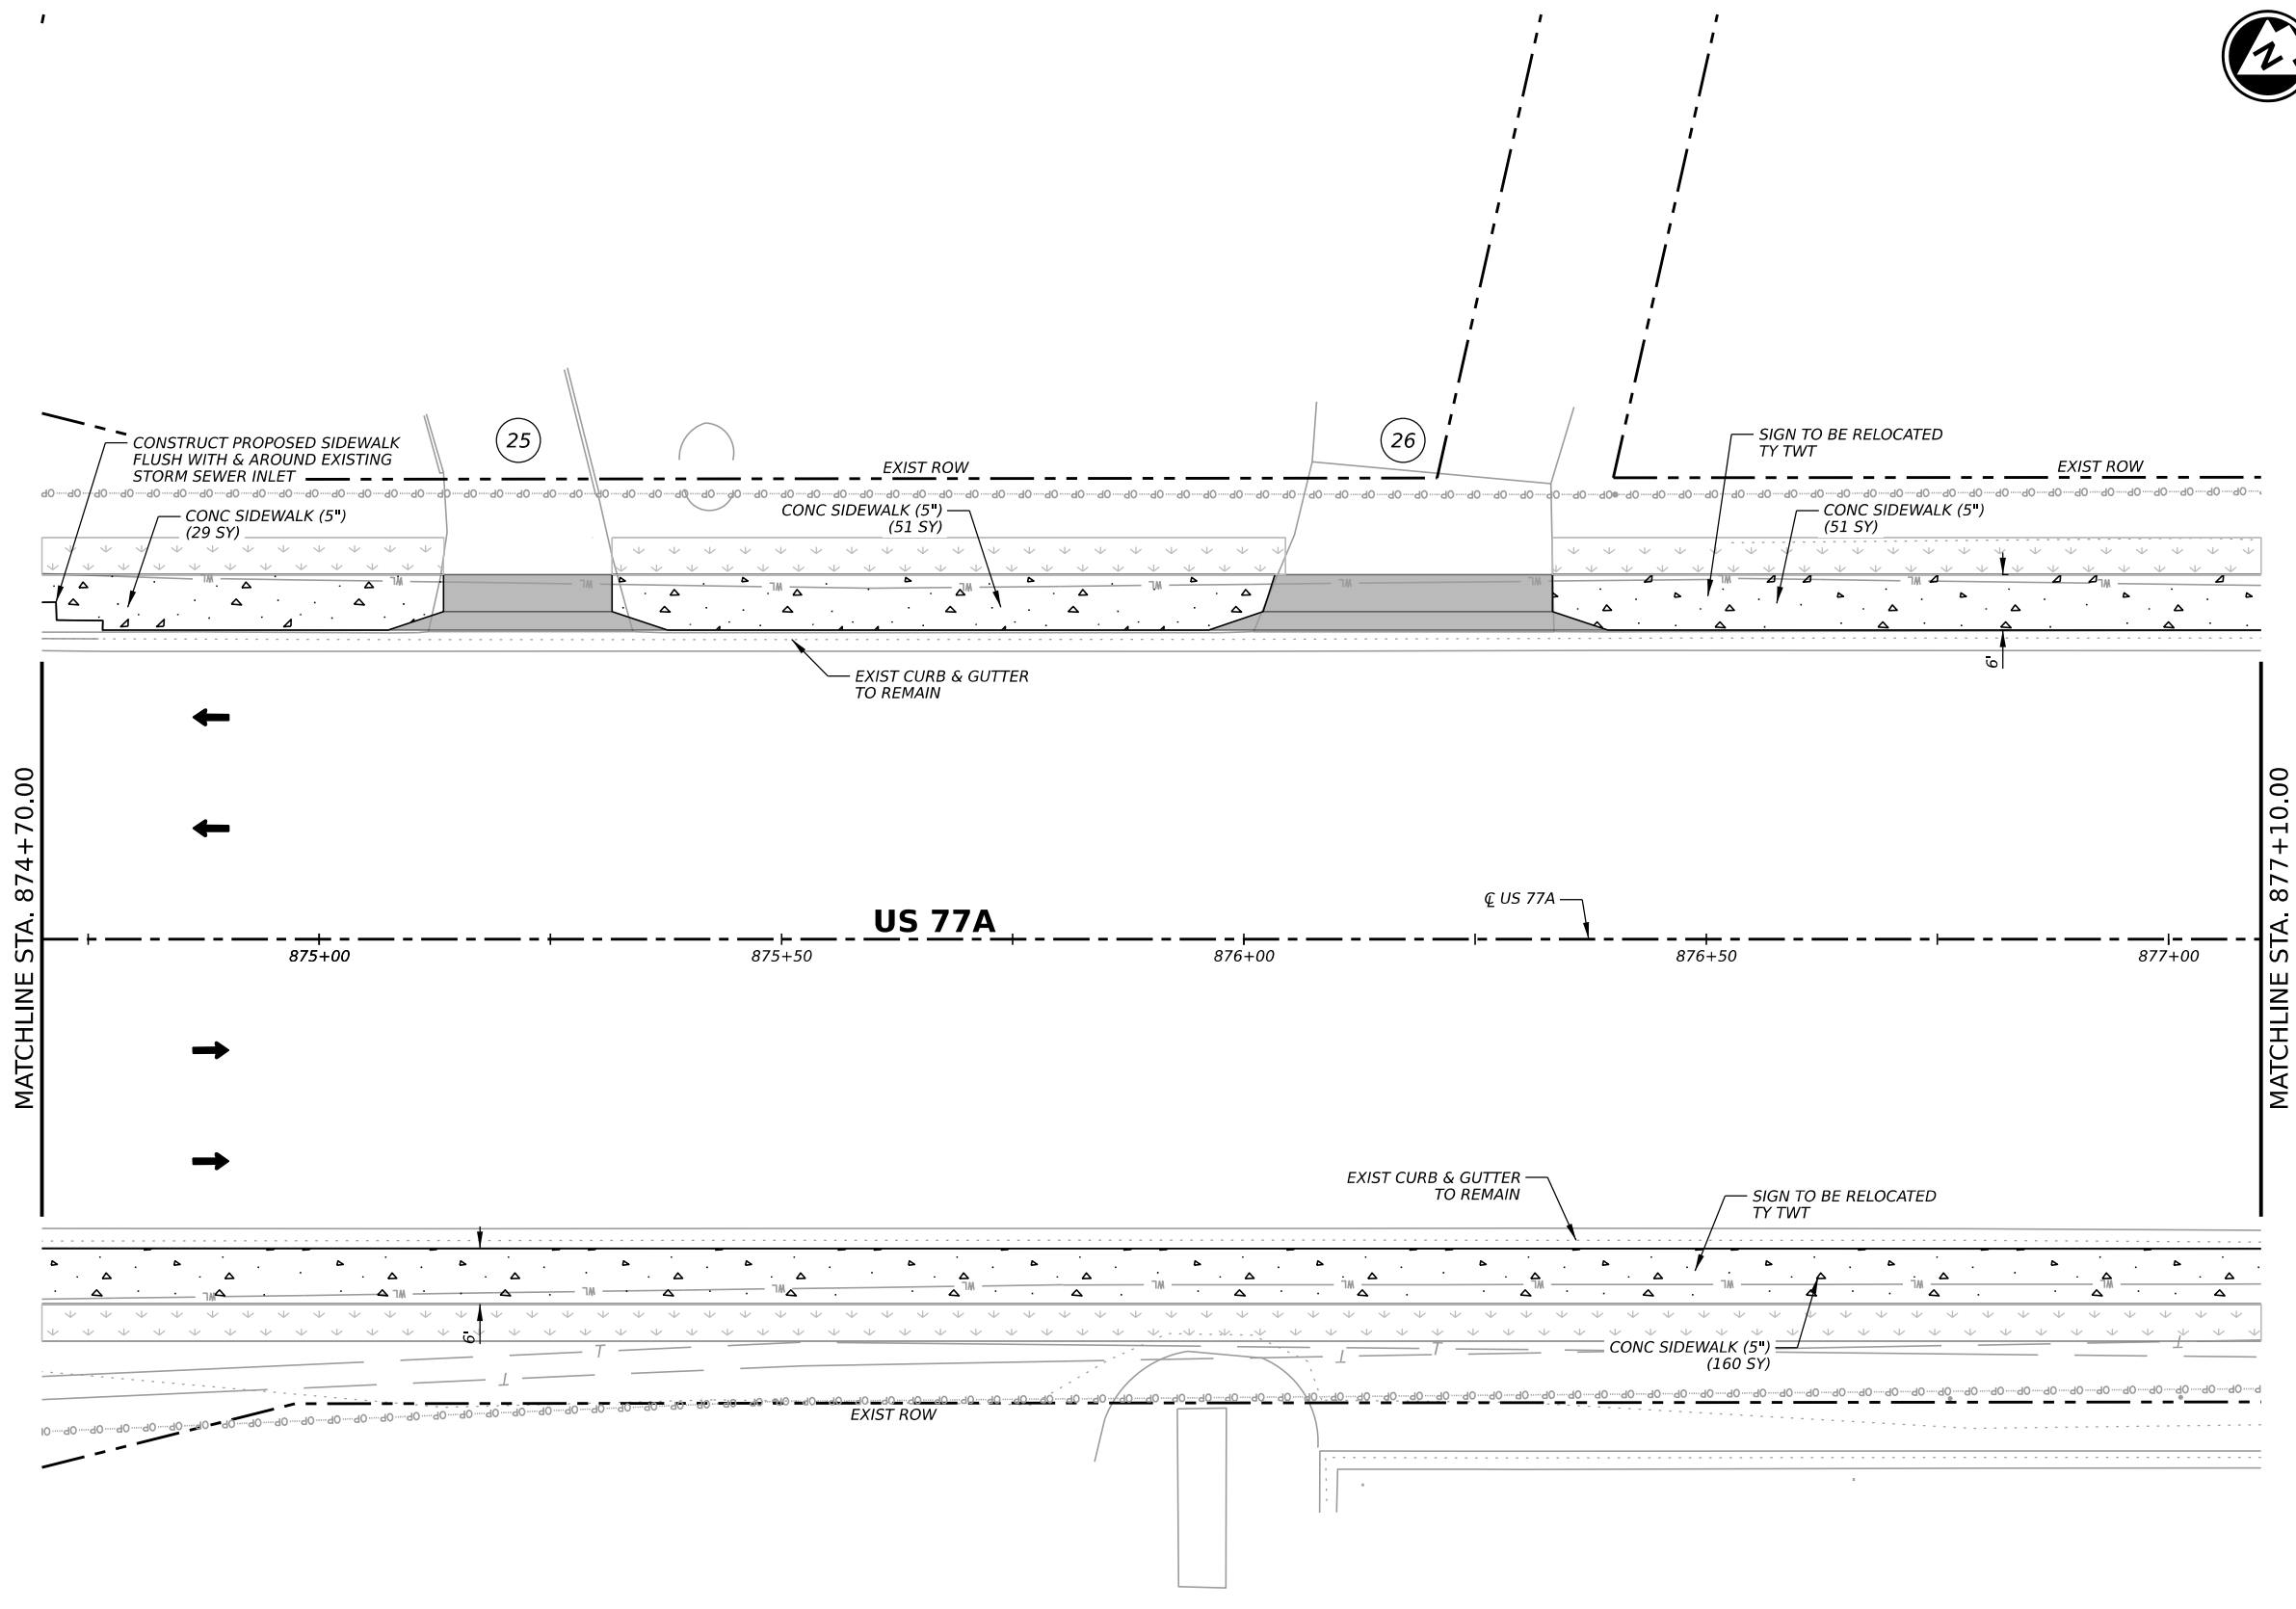 N
25
26
CONSTRUCT PROPOSED SIDEWALK
FLUSH WITH & AROUND EXISTING
STORM SEWER INLET
EXIST ROW
SIGN TO BE RELOCATED
TY TWT
EXIST ROW
CONC SIDEWALK (5")
(29 SY)
CONC SIDEWALK (5")
(51 SY)
CONC SIDEWALK (5")
(51 SY)
6'
EXIST CURB & GUTTER
TO REMAIN
MATCHLINE STA. 874+70.00
MATCHLINE STA. 877+10.00
US 77A
℄ US 77A
875+00
875+50
876+00
876+50
877+00
EXIST CURB & GUTTER
TO REMAIN
SIGN TO BE RELOCATED
TY TWT
6'
CONC SIDEWALK (5")
(160 SY)
EXIST ROW